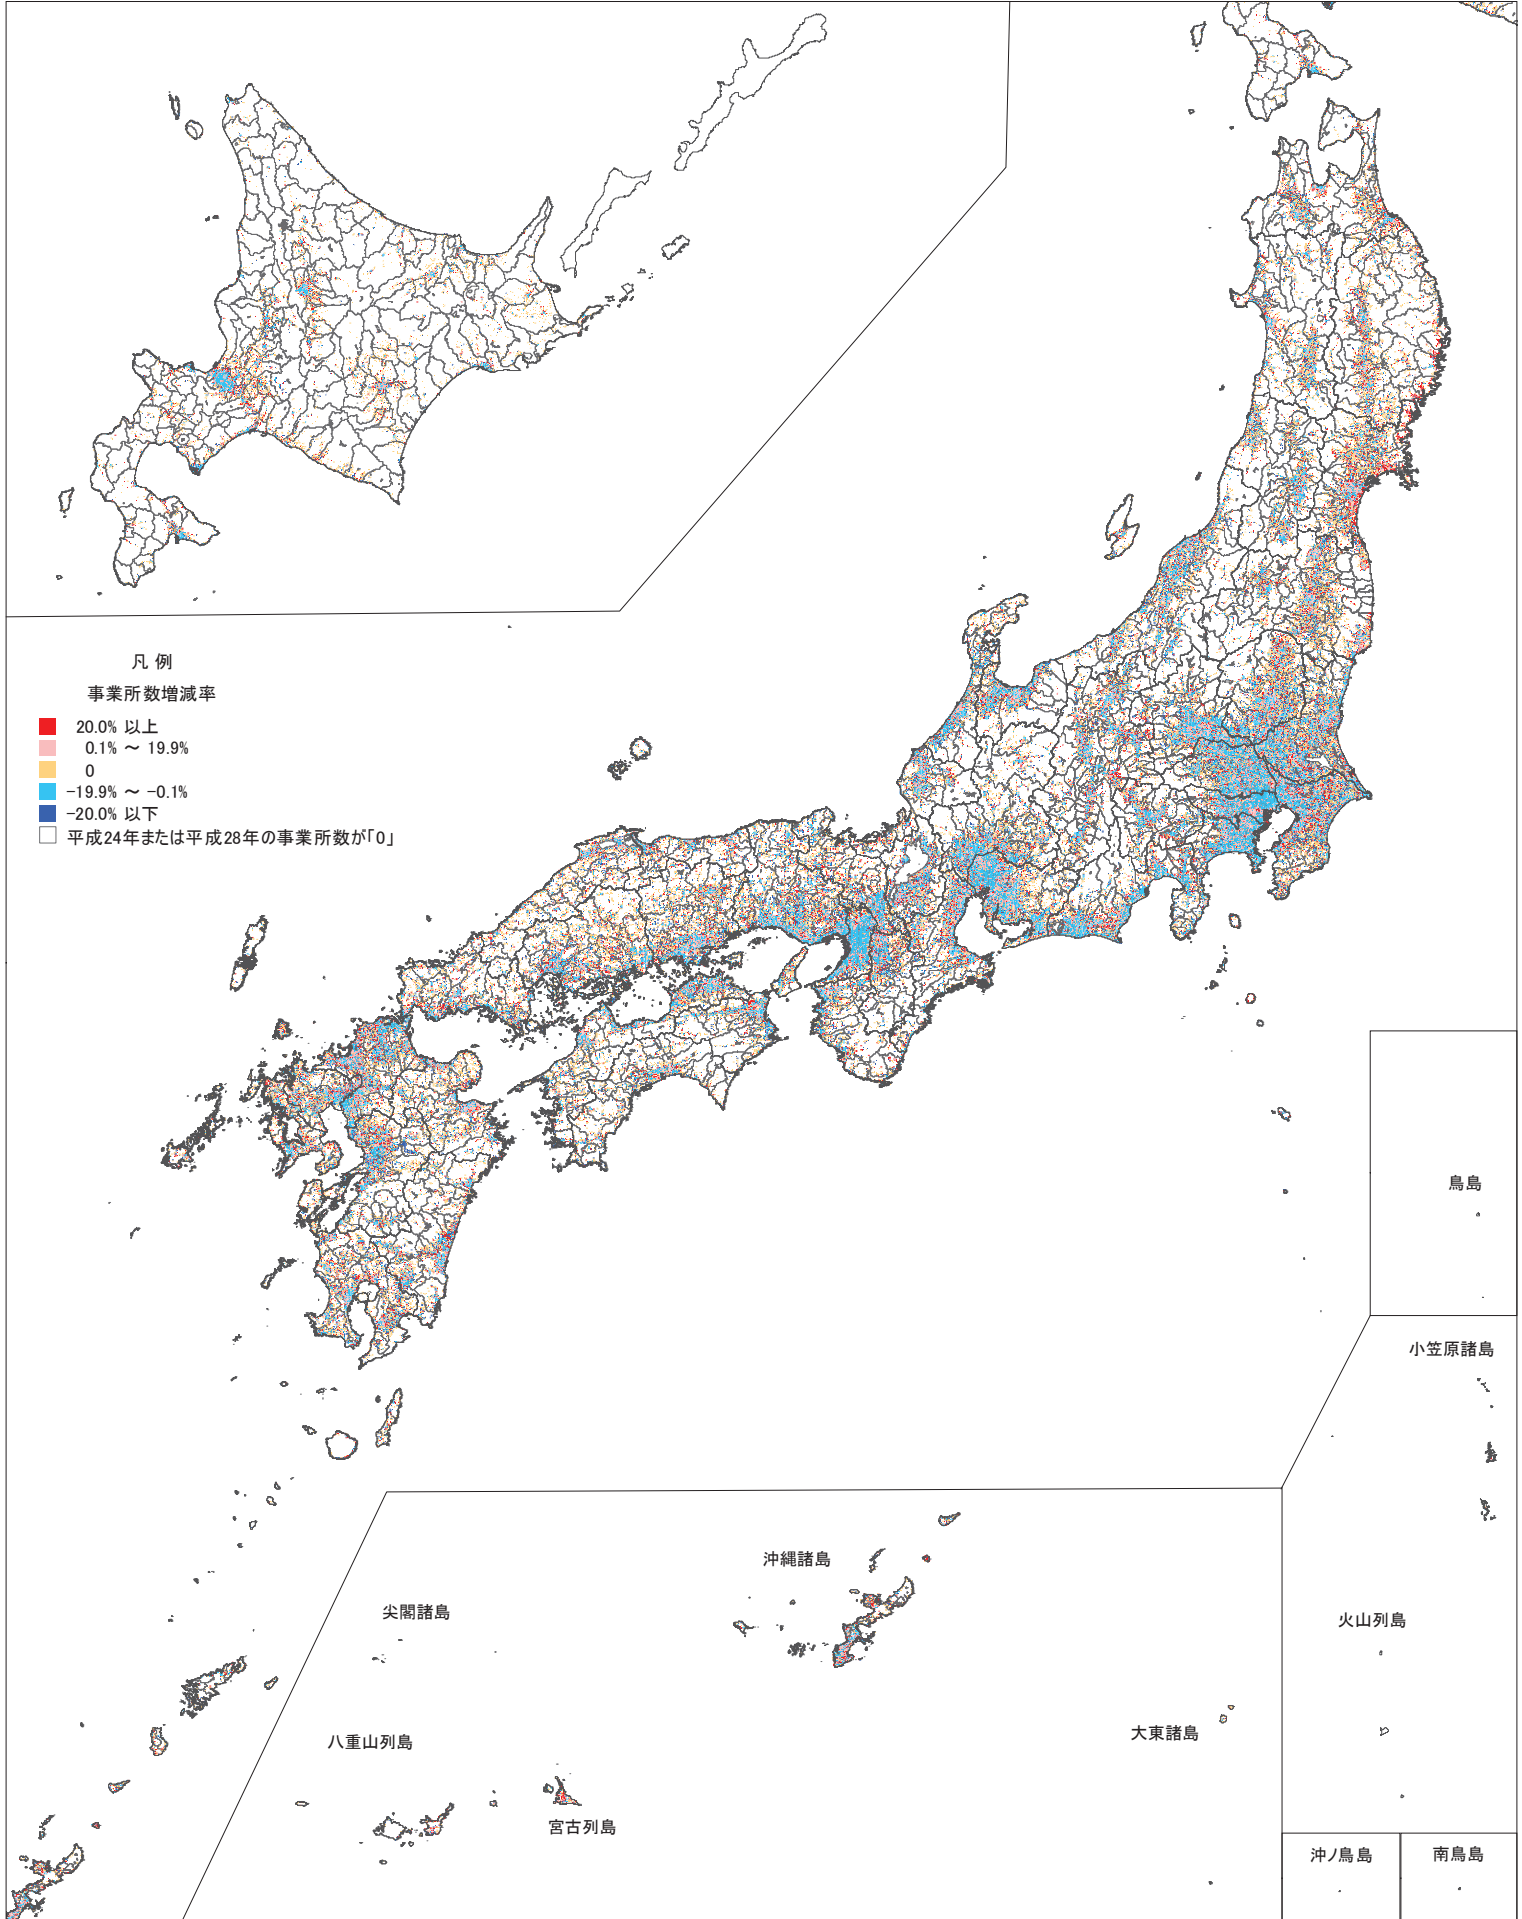 凡 例
事業所数増減率
20.0% 以上
0.1% ～ 19.9%
0
-19.9% ～ -0.1%
-20.0% 以下
平成24年または平成28年の事業所数が「0」
鳥島
小笠原諸島
沖縄諸島
尖閣諸島
火山列島
八重山列島
大東諸島
宮古列島
沖ノ鳥島
南鳥島